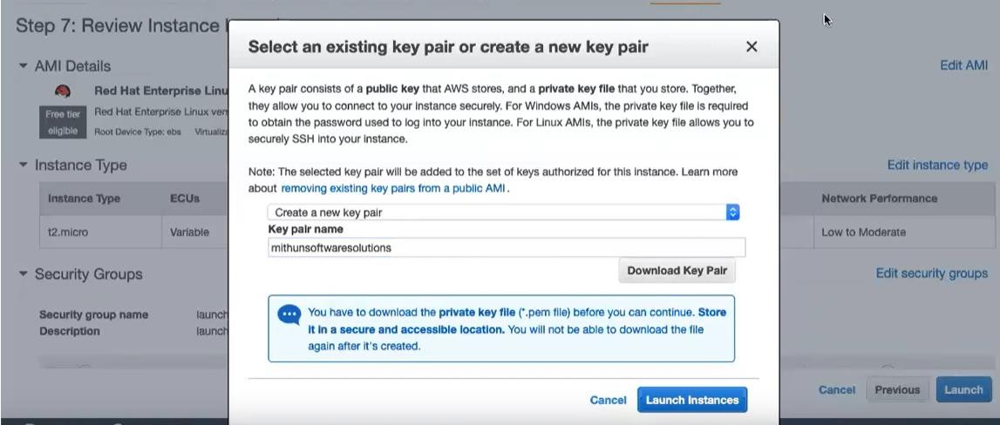 Step 7: Review Instance
Select an existing key pair or create a new key pair
AMI Details
Edit AMI
Red Hat Enterprise Linu
Free tier
eligible
Red Hat Enterprise Linux ver
Root Device Type: ebs Virtualiz
A key pair consists of a public key that AWS stores, and a private key file that you store. Together,
they allow you to connect to your instance securely. For Windows AMIs, the private key file is required
to obtain the password used to log into your instance. For Linux AMIs, the private key file allows you to
securely SSH into your instance.
Instance Type
Edit instance type
Note: The selected key pair will be added to the set of keys authorized for this instance. Learn more
about removing existing key pairs from a public AMI.
Instance Type ECUs Network Performance
t2.micro Variable Low to Moderate
Create a new key pair
Key pair name
mithunsoftwaresolutions
Download Key Pair
Security Groups
Edit security groups
Security group name launch
Description launch
You have to download the private key file (*.pem file) before you can continue. Store
it in a secure and accessible location. You will not be able to download the file
again after it's created.
Cancel Launch Instances
Cancel Previous Launch